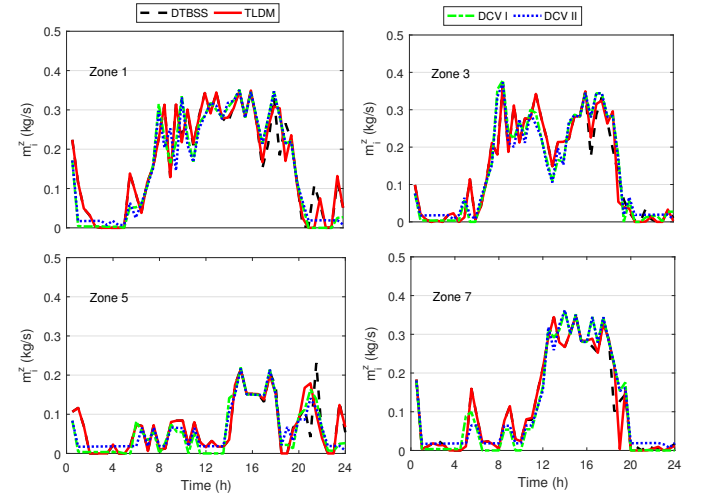 DTBSS TLDM
DCV I DCV II
0.5
0.4
0.3
0.2
0.1
0
m_i^z (kg/s)
Zone 1
0.5
0.4
0.3
0.2
0.1
0
m_i^z (kg/s)
Zone 3
0.5
0.4
0.3
0.2
0.1
0
m_i^z (kg/s)
Zone 5
0 4 8 12 16 20 24
Time (h)
0.5
0.4
0.3
0.2
0.1
0
m_i^z (kg/s)
Zone 7
0 4 8 12 16 20 24
Time (h)